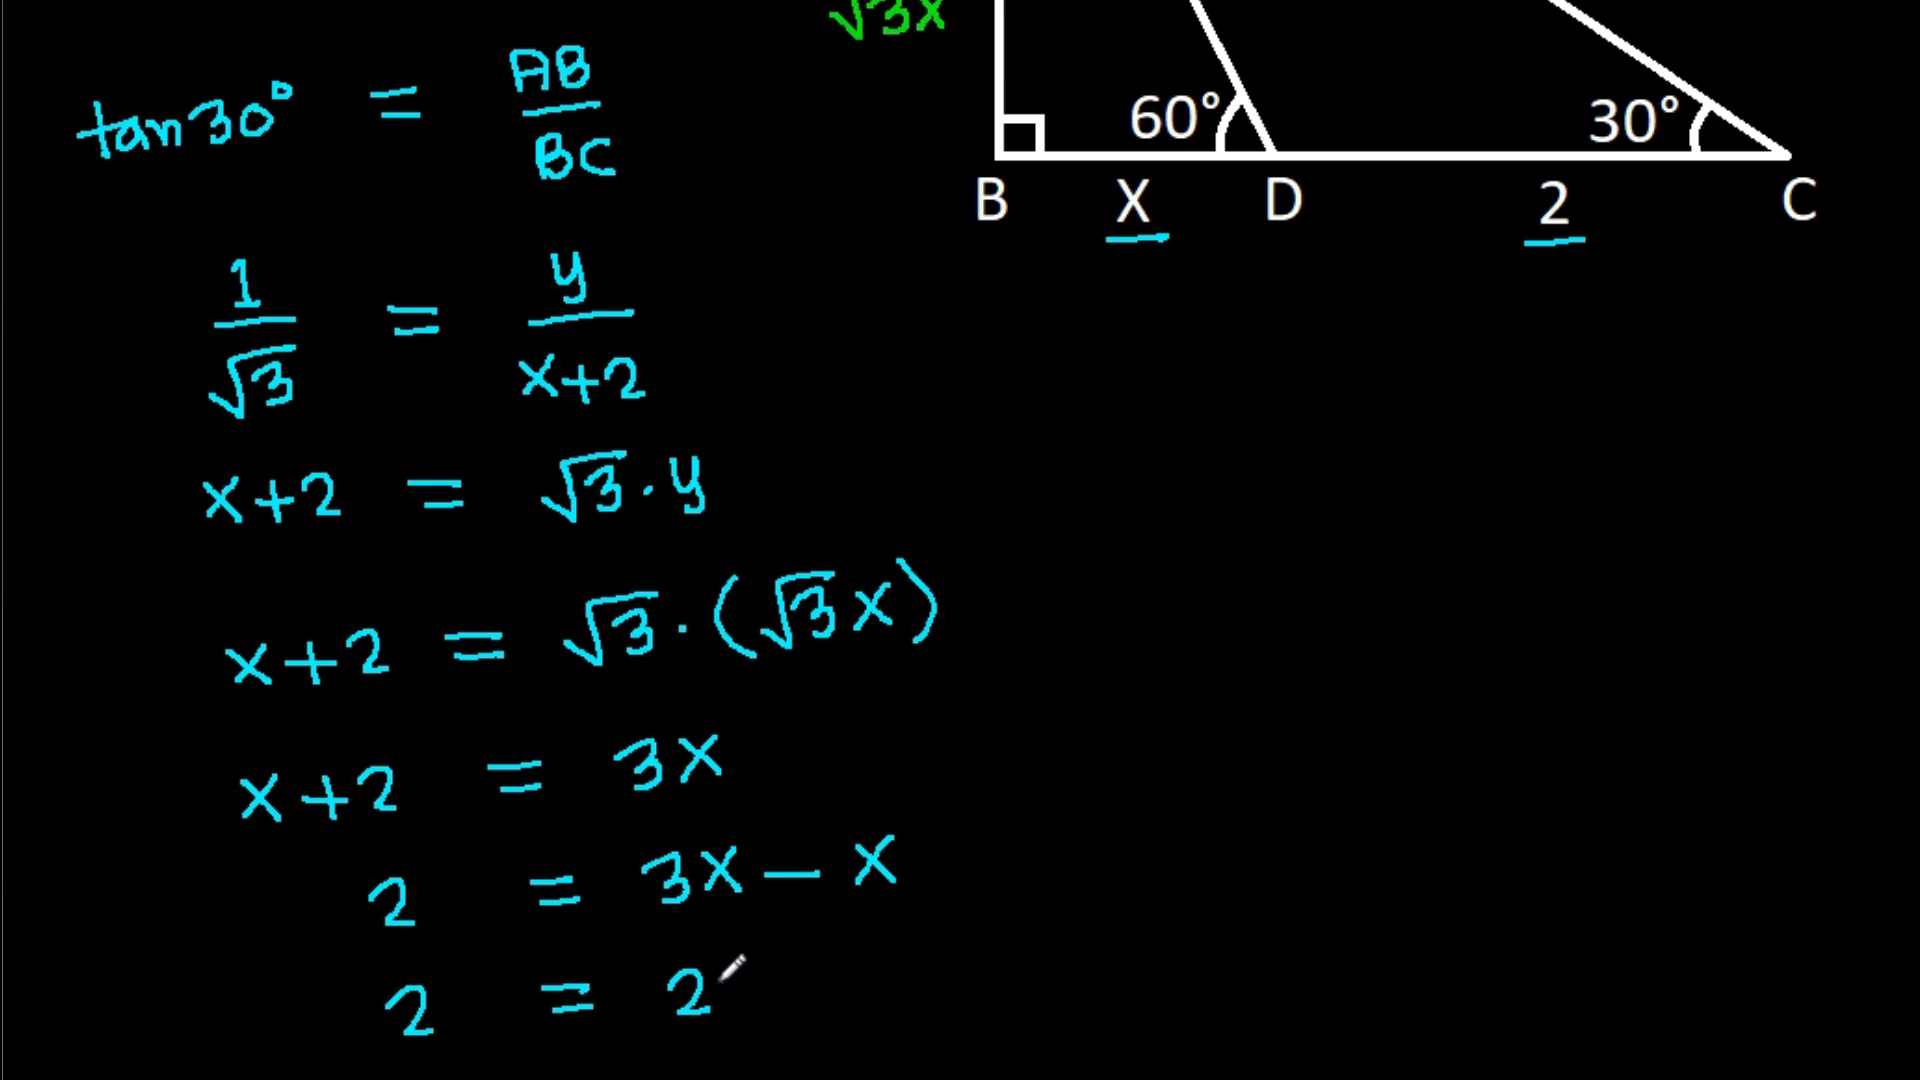 √3x
tan30° = AB/BC
60°
30°
B X D 2 C
1/√3 = y/x+2
x+2 = √3 · y
x+2 = √3 · (√3x)
x+2 = 3x
2 = 3x − x
2 = 2